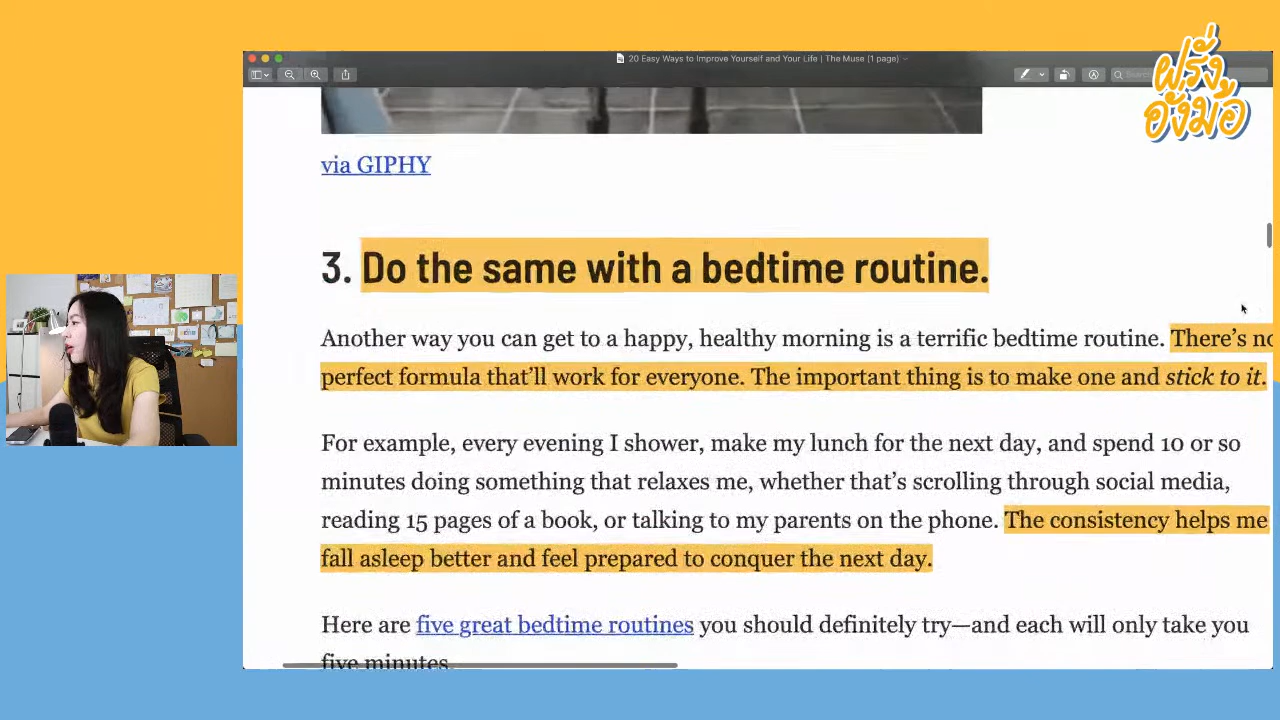 20 Easy Ways to Improve Yourself and Your Life | The Muse (1 page)
Search
ฝรั่ง
อังม้อ
via GIPHY
3. Do the same with a bedtime routine.
Another way you can get to a happy, healthy morning is a terrific bedtime routine. There's no
perfect formula that'll work for everyone. The important thing is to make one and stick to it.
For example, every evening I shower, make my lunch for the next day, and spend 10 or so
minutes doing something that relaxes me, whether that's scrolling through social media,
reading 15 pages of a book, or talking to my parents on the phone. The consistency helps me
fall asleep better and feel prepared to conquer the next day.
Here are five great bedtime routines you should definitely try—and each will only take you
five minutes.